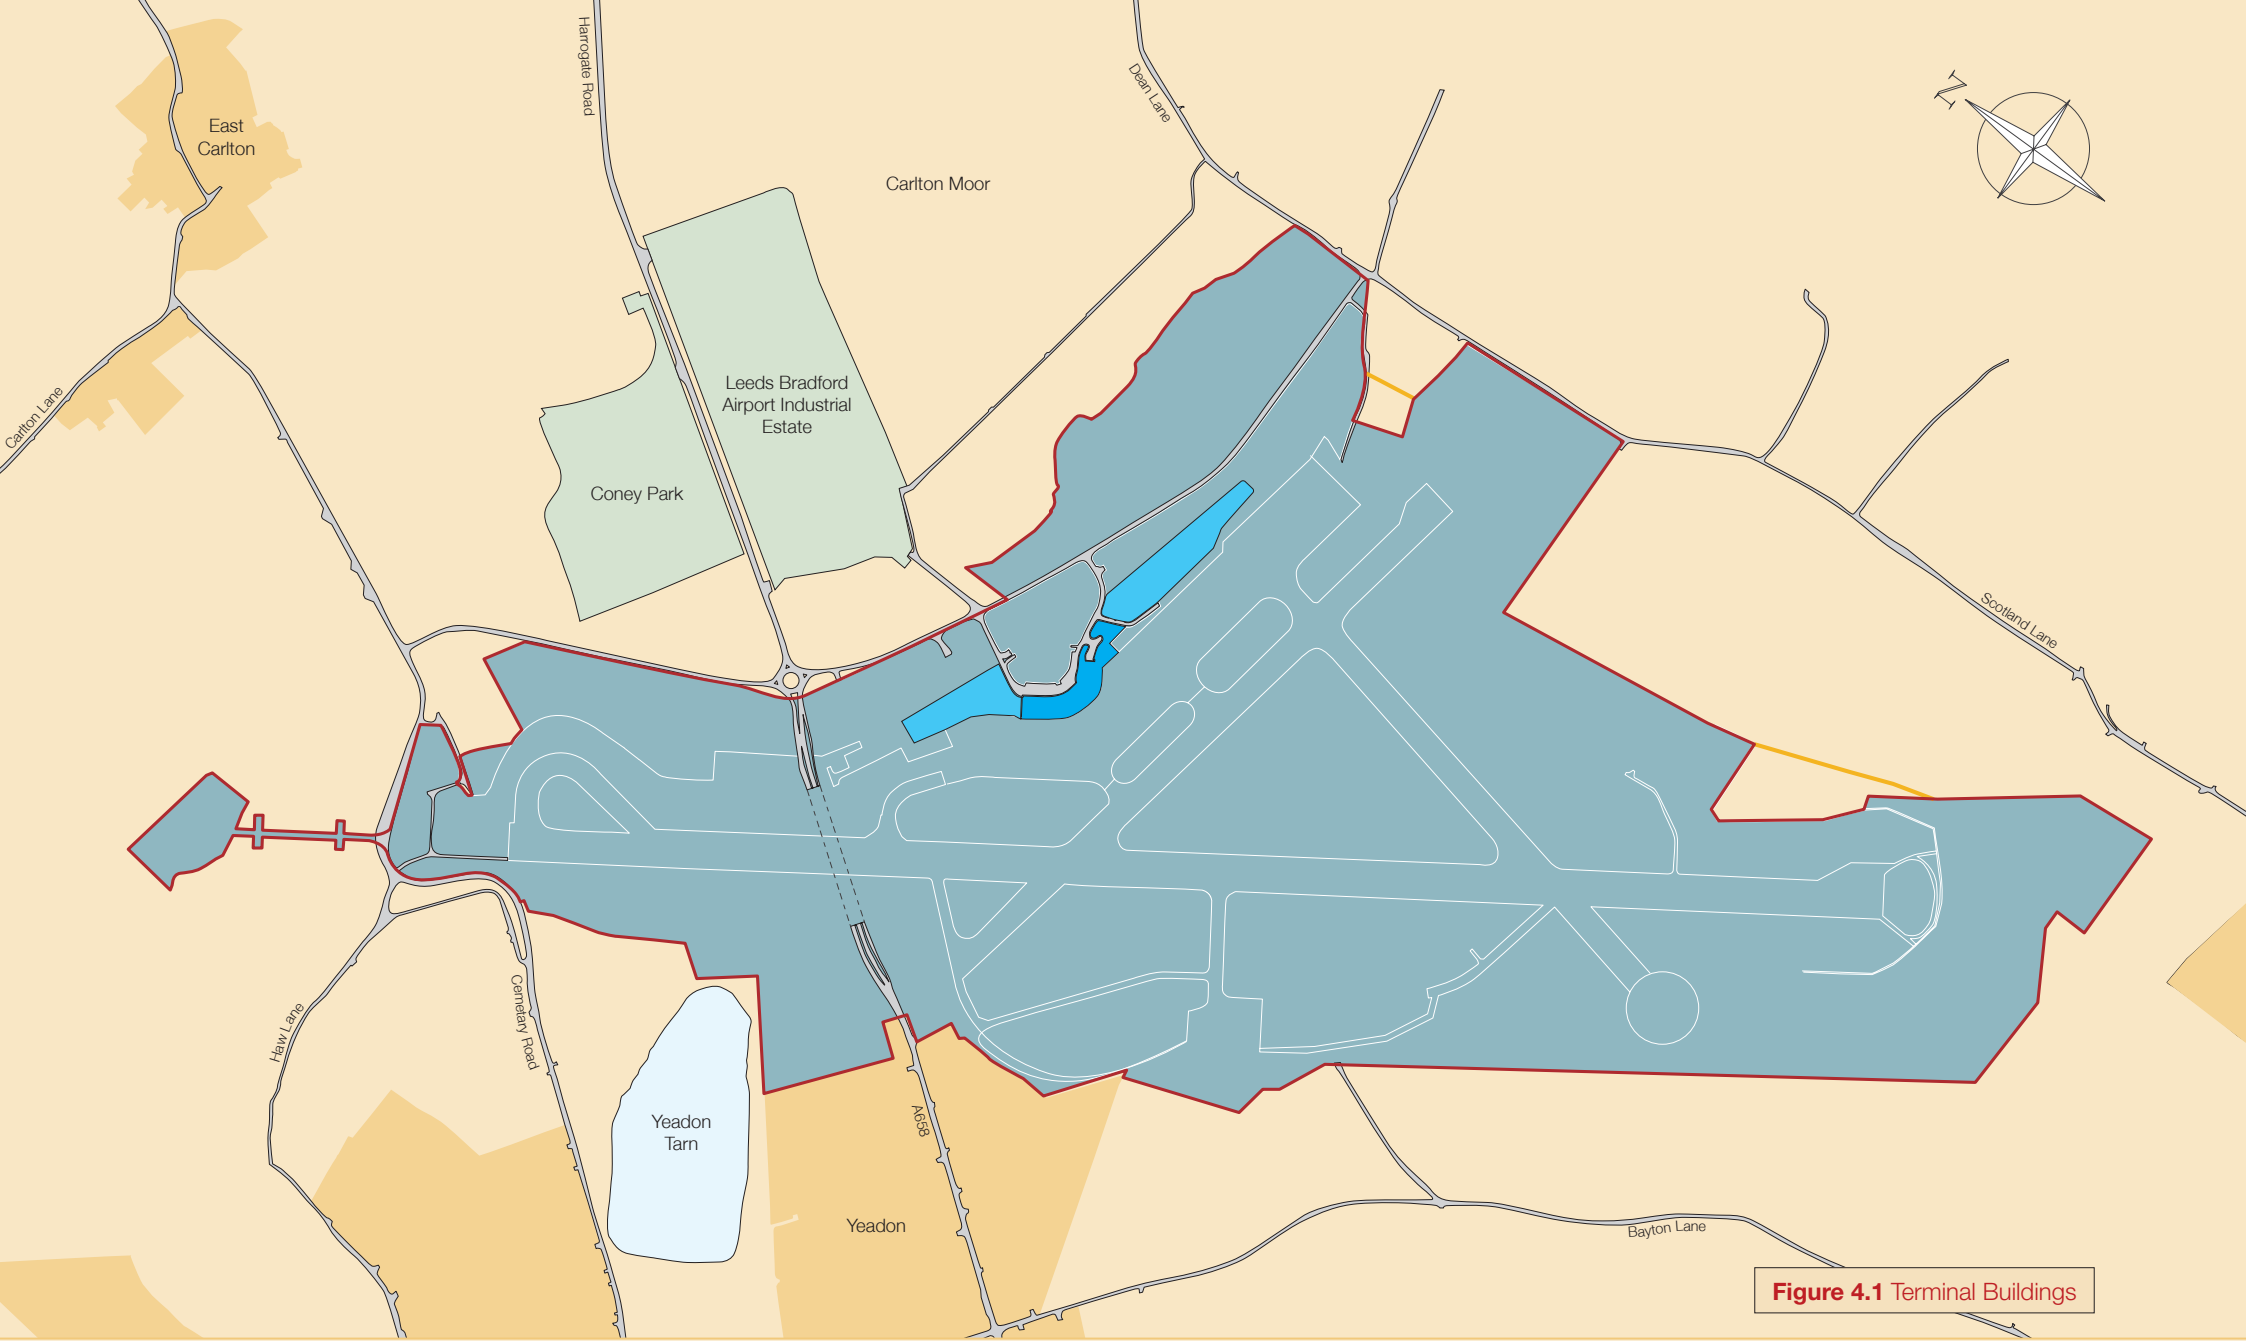 Harrogate Road
Dean Lane
N
East
Carlton
Carlton Moor
Leeds Bradford
Airport Industrial
Estate
Carlton Lane
Coney Park
Scotland Lane
Haw Lane
Cemetary Road
Yeadon
Tarn
A658
Yeadon
Bayton Lane
Figure 4.1 Terminal Buildings